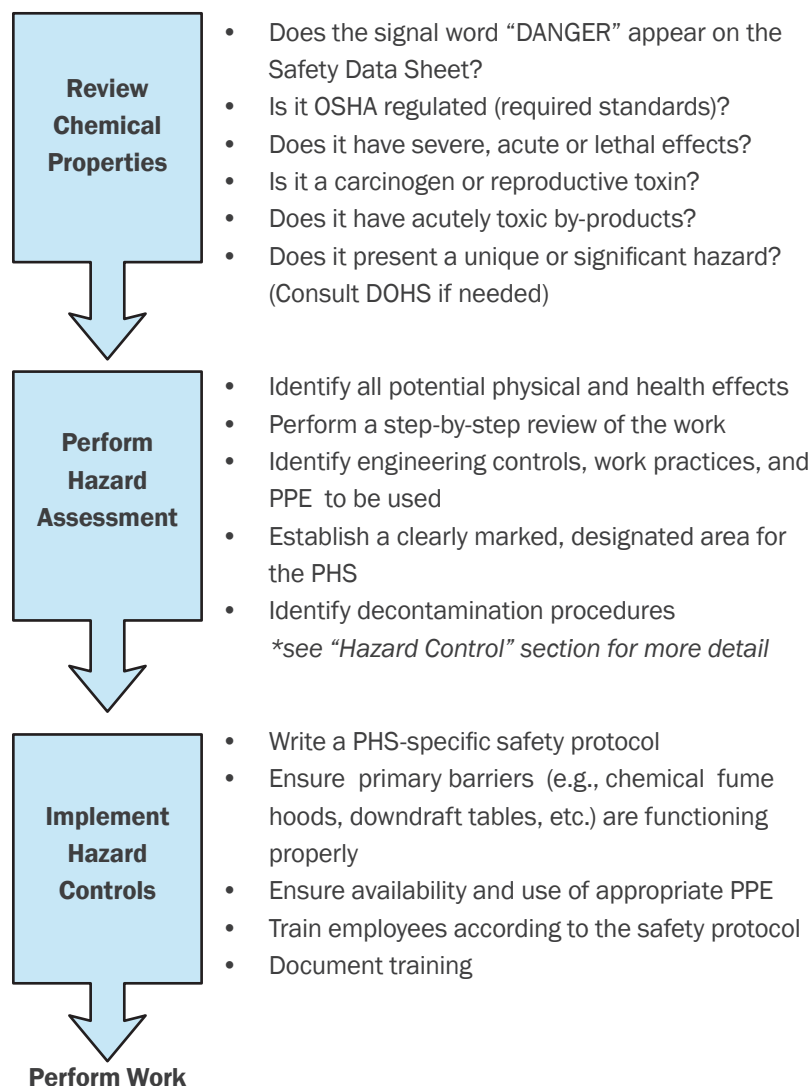 Review
Chemical
Properties
• Does the signal word “DANGER” appear on the
Safety Data Sheet?
• Is it OSHA regulated (required standards)?
• Does it have severe, acute or lethal effects?
• Is it a carcinogen or reproductive toxin?
• Does it have acutely toxic by-products?
• Does it present a unique or significant hazard?
(Consult DOHS if needed)
Perform
Hazard
Assessment
• Identify all potential physical and health effects
• Perform a step-by-step review of the work
• Identify engineering controls, work practices, and
PPE to be used
• Establish a clearly marked, designated area for
the PHS
• Identify decontamination procedures
*see “Hazard Control” section for more detail
Implement
Hazard
Controls
• Write a PHS-specific safety protocol
• Ensure primary barriers (e.g., chemical fume
hoods, downdraft tables, etc.) are functioning
properly
• Ensure availability and use of appropriate PPE
• Train employees according to the safety protocol
• Document training
Perform Work